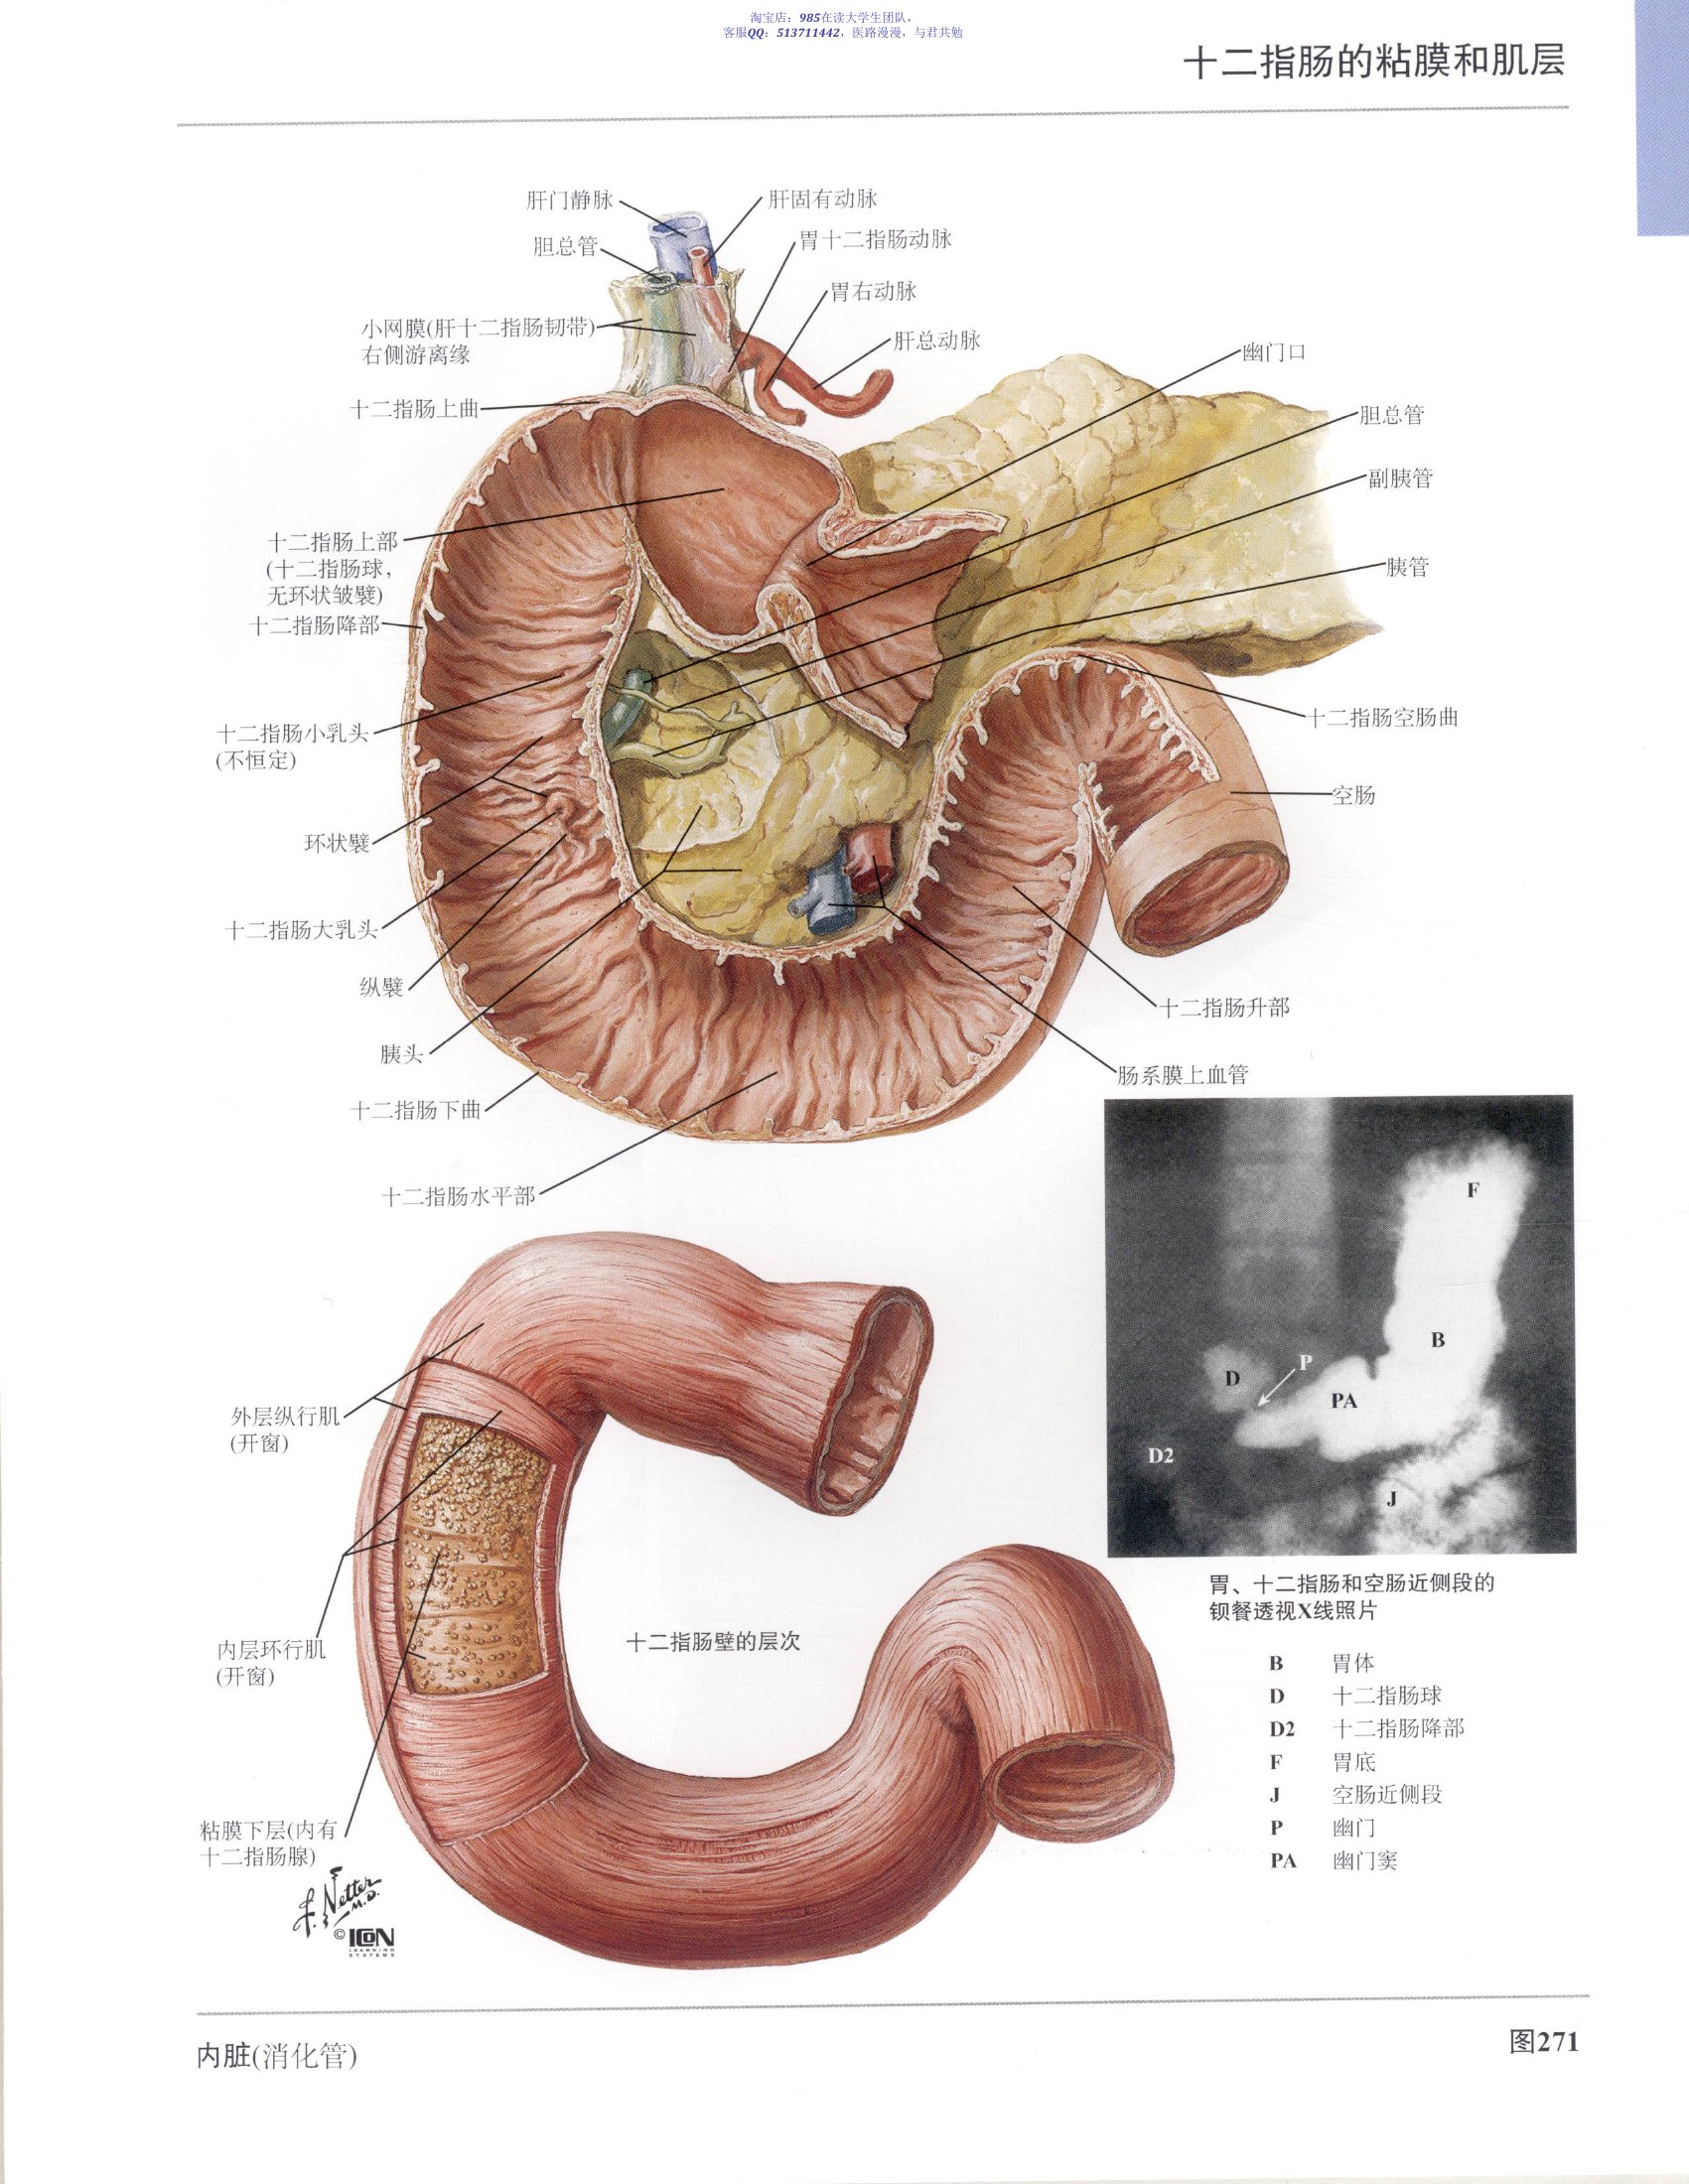 淘宝店：985在读大学生团队，
客服QQ：513711442，医路漫漫，与君共勉
十二指肠的粘膜和肌层
肝门静脉
肝固有动脉
胆总管
胃十二指肠动脉
胃右动脉
小网膜(肝十二指肠韧带)
右侧游离缘
肝总动脉
幽门口
十二指肠上曲
胆总管
副胰管
十二指肠上部
(十二指肠球，
无环状皱襞)
胰管
十二指肠降部
十二指肠小乳头
(不恒定)
十二指肠空肠曲
空肠
环状襞
十二指肠大乳头
纵襞
十二指肠升部
胰头
肠系膜上血管
十二指肠下曲
十二指肠水平部
F
B
P
D
PA
D2
J
外层纵行肌
(开窗)
内层环行肌
(开窗)
十二指肠壁的层次
粘膜下层(内有
十二指肠腺)
胃、十二指肠和空肠近侧段的
钡餐透视X线照片
B 胃体
D 十二指肠球
D2 十二指肠降部
F 胃底
J 空肠近侧段
P 幽门
PA 幽门窦
F. Netter
M.D.
© ICON
LEARNING
SYSTEMS
内脏(消化管)
图271